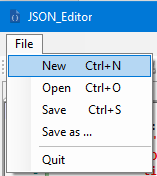 JSON_Editor
File
New Ctrl+N
Open Ctrl+O
Save Ctrl+S
Save as ...
Quit